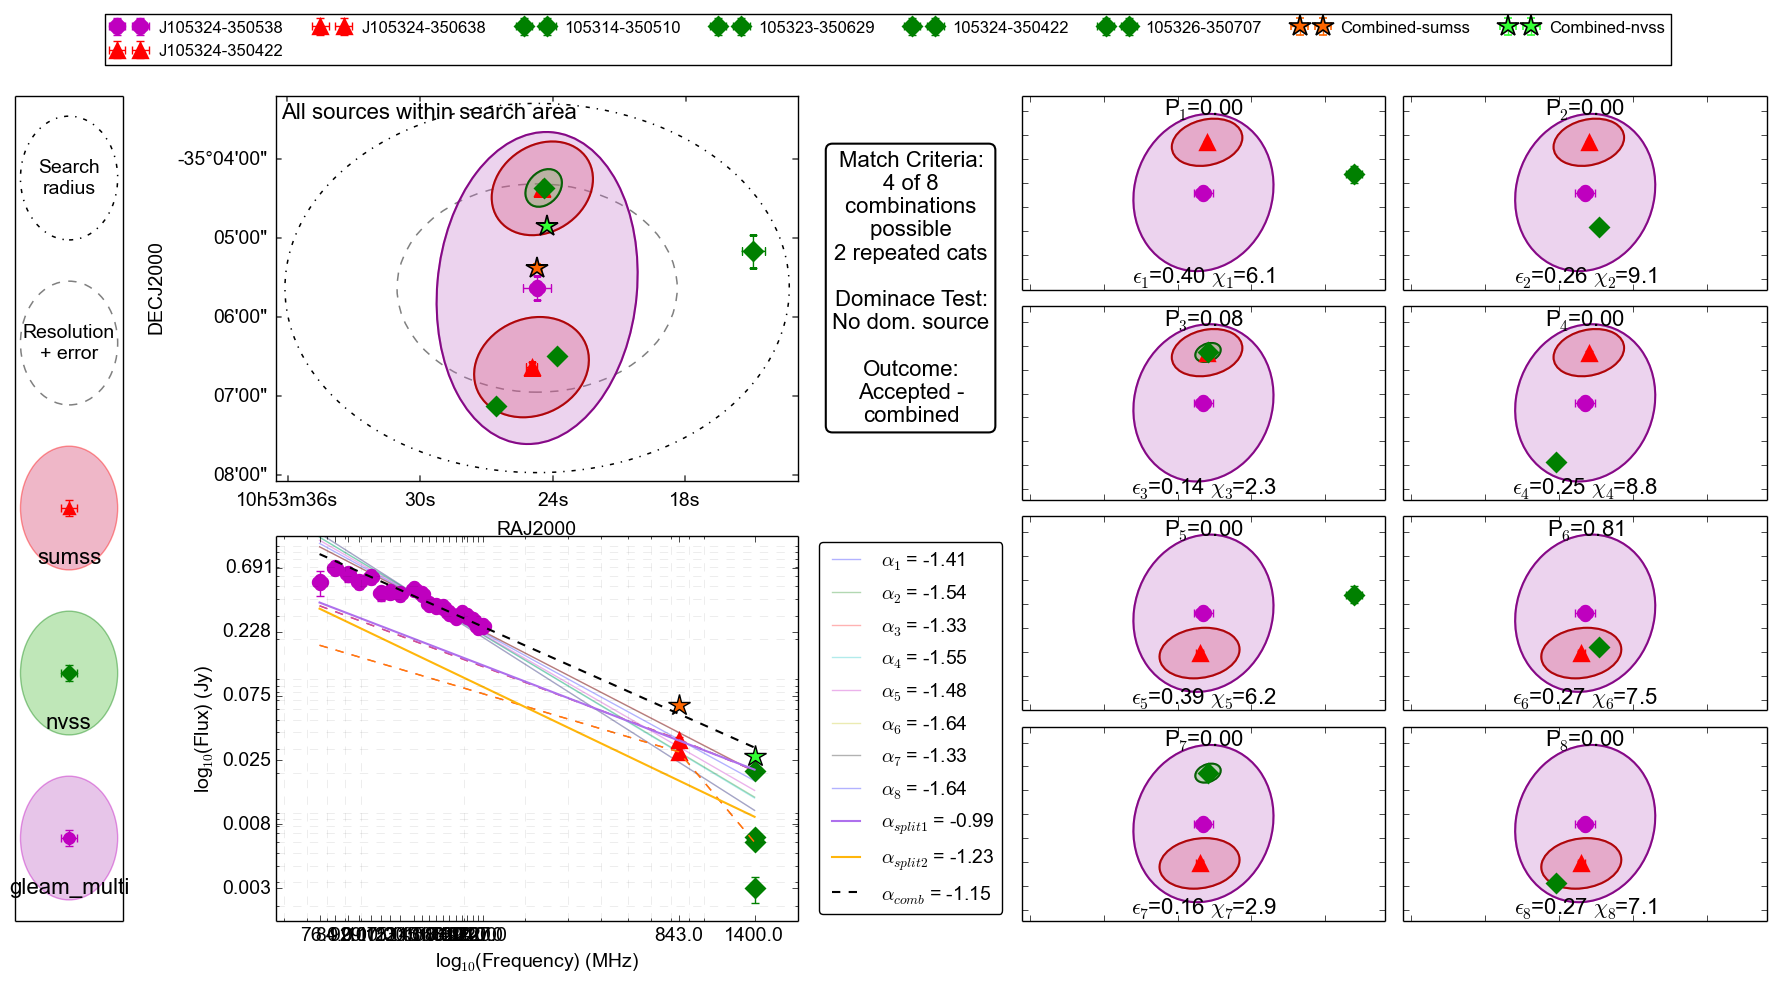 J105324-350538 J105324-350638 105314-350510 105323-350629 105324-350422 105326-350707 Combined-sumss Combined-nvss
J105324-350422
Search
radius
Resolution
+ error
sumss
nvss
gleam_multi
All sources within search area
DECJ2000
-35°04'00"
05'00"
06'00"
07'00"
08'00"
10h53m36s 30s 24s 18s
RAJ2000
Match Criteria:
4 of 8
combinations
possible
2 repeated cats
Dominace Test:
No dom. source
Outcome:
Accepted -
combined
log10(Flux) (Jy)
0.691
0.228
0.075
0.025
0.008
0.003
843.0 1400.0
log10(Frequency) (MHz)
α1 = -1.41
α2 = -1.54
α3 = -1.33
α4 = -1.55
α5 = -1.48
α6 = -1.64
α7 = -1.33
α8 = -1.64
αsplit1 = -0.99
αsplit2 = -1.23
αcomb = -1.15
P1=0.00
ϵ1=0.40 χ1=6.1
P2=0.00
ϵ2=0.26 χ2=9.1
P3=0.08
ϵ3=0.14 χ3=2.3
P4=0.00
ϵ4=0.25 χ4=8.8
P5=0.00
ϵ5=0.39 χ5=6.2
P6=0.81
ϵ6=0.27 χ6=7.5
P7=0.00
ϵ7=0.16 χ7=2.9
P8=0.00
ϵ8=0.27 χ8=7.1